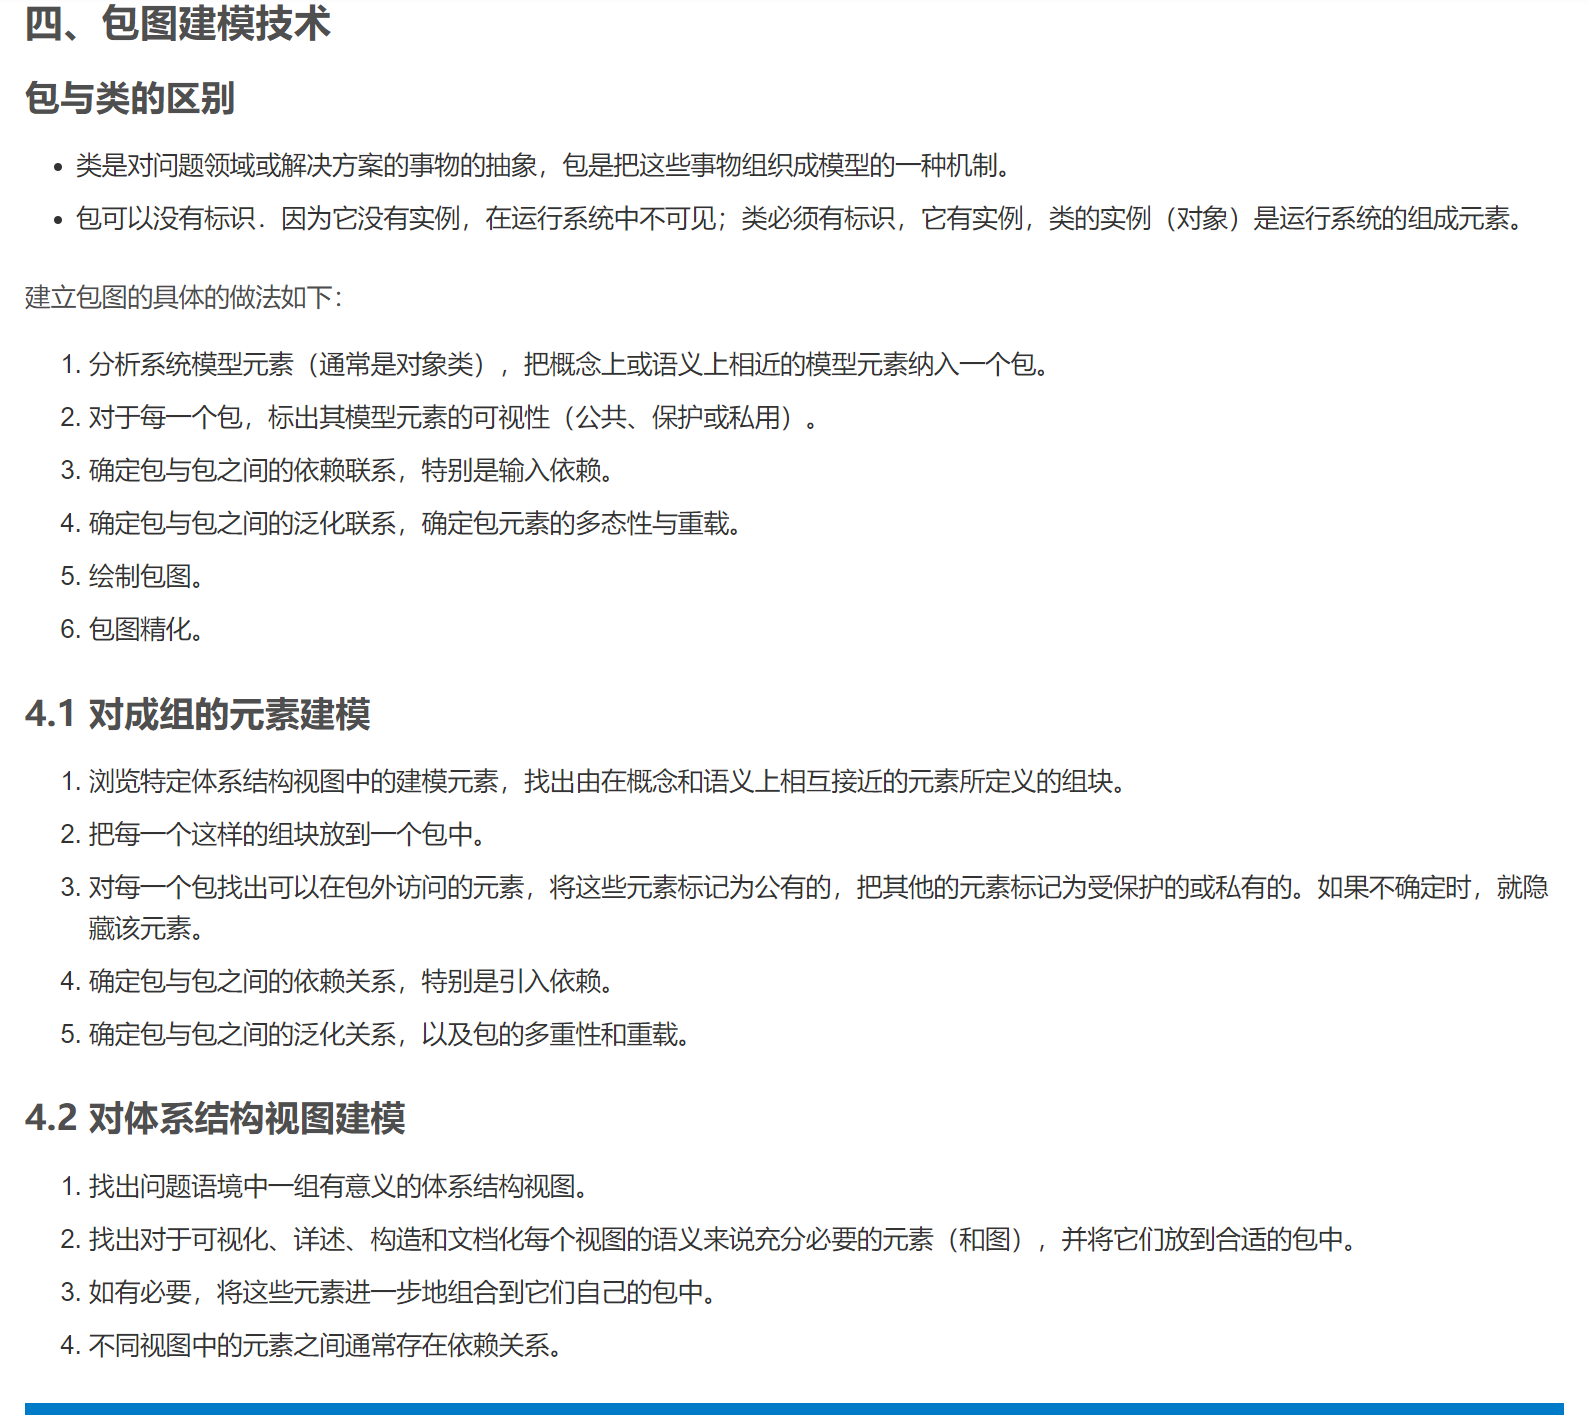 四、包图建模技术
包与类的区别
• 类是对问题领域或解决方案的事物的抽象，包是把这些事物组织成模型的一种机制。
• 包可以没有标识．因为它没有实例，在运行系统中不可见；类必须有标识，它有实例，类的实例（对象）是运行系统的组成元素。
建立包图的具体的做法如下：
1. 分析系统模型元素（通常是对象类），把概念上或语义上相近的模型元素纳入一个包。
2. 对于每一个包，标出其模型元素的可视性（公共、保护或私用）。
3. 确定包与包之间的依赖联系，特别是输入依赖。
4. 确定包与包之间的泛化联系，确定包元素的多态性与重载。
5. 绘制包图。
6. 包图精化。
4.1 对成组的元素建模
1. 浏览特定体系结构视图中的建模元素，找出由在概念和语义上相互接近的元素所定义的组块。
2. 把每一个这样的组块放到一个包中。
3. 对每一个包找出可以在包外访问的元素，将这些元素标记为公有的，把其他的元素标记为受保护的或私有的。如果不确定时，就隐
藏该元素。
4. 确定包与包之间的依赖关系，特别是引入依赖。
5. 确定包与包之间的泛化关系，以及包的多重性和重载。
4.2 对体系结构视图建模
1. 找出问题语境中一组有意义的体系结构视图。
2. 找出对于可视化、详述、构造和文档化每个视图的语义来说充分必要的元素（和图），并将它们放到合适的包中。
3. 如有必要，将这些元素进一步地组合到它们自己的包中。
4. 不同视图中的元素之间通常存在依赖关系。